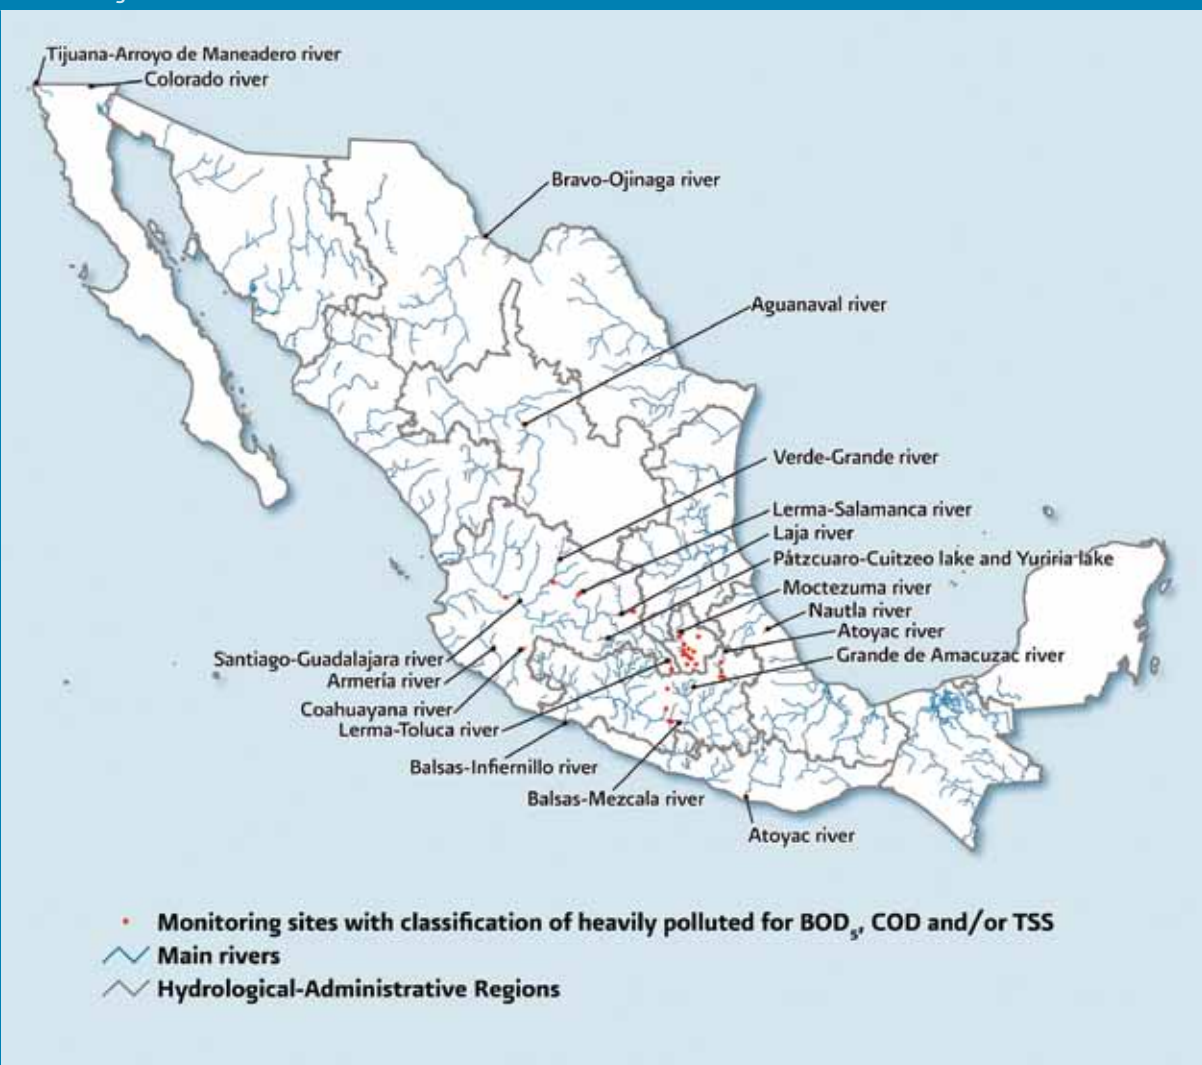 Tijuana-Arroyo de Maneadero river
Colorado river
Bravo-Ojinaga river
Aguanaval river
Verde-Grande river
Lerma-Salamanca river
Laja river
Pátzcuaro-Cuitzeo lake and Yuriria lake
Moctezuma river
Nautla river
Atoyac river
Grande de Amacuzac river
Santiago-Guadalajara river
Armería river
Coahuayana river
Lerma-Toluca river
Balsas-Infiernillo river
Balsas-Mezcala river
Atoyac river
Monitoring sites with classification of heavily polluted for BOD5, COD and/or TSS
Main rivers
Hydrological-Administrative Regions